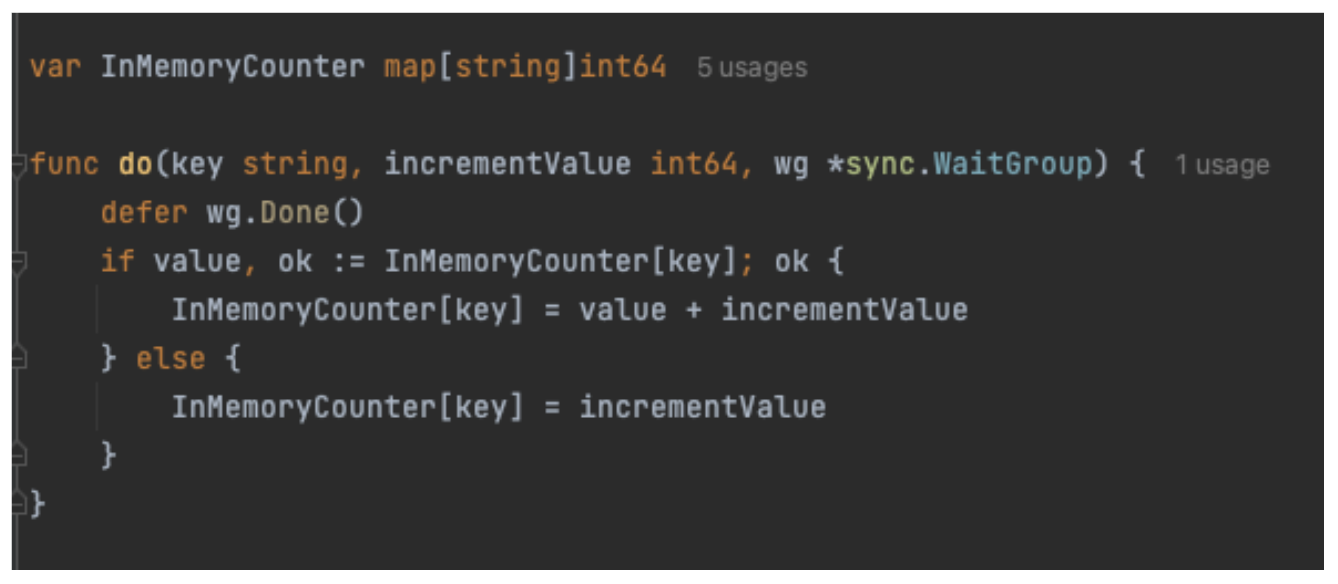 var InMemoryCounter map[string]int64 5 usages
func do(key string, incrementValue int64, wg *sync.WaitGroup) { 1 usage
    defer wg.Done()
    if value, ok := InMemoryCounter[key]; ok {
        InMemoryCounter[key] = value + incrementValue
    } else {
        InMemoryCounter[key] = incrementValue
    }
}